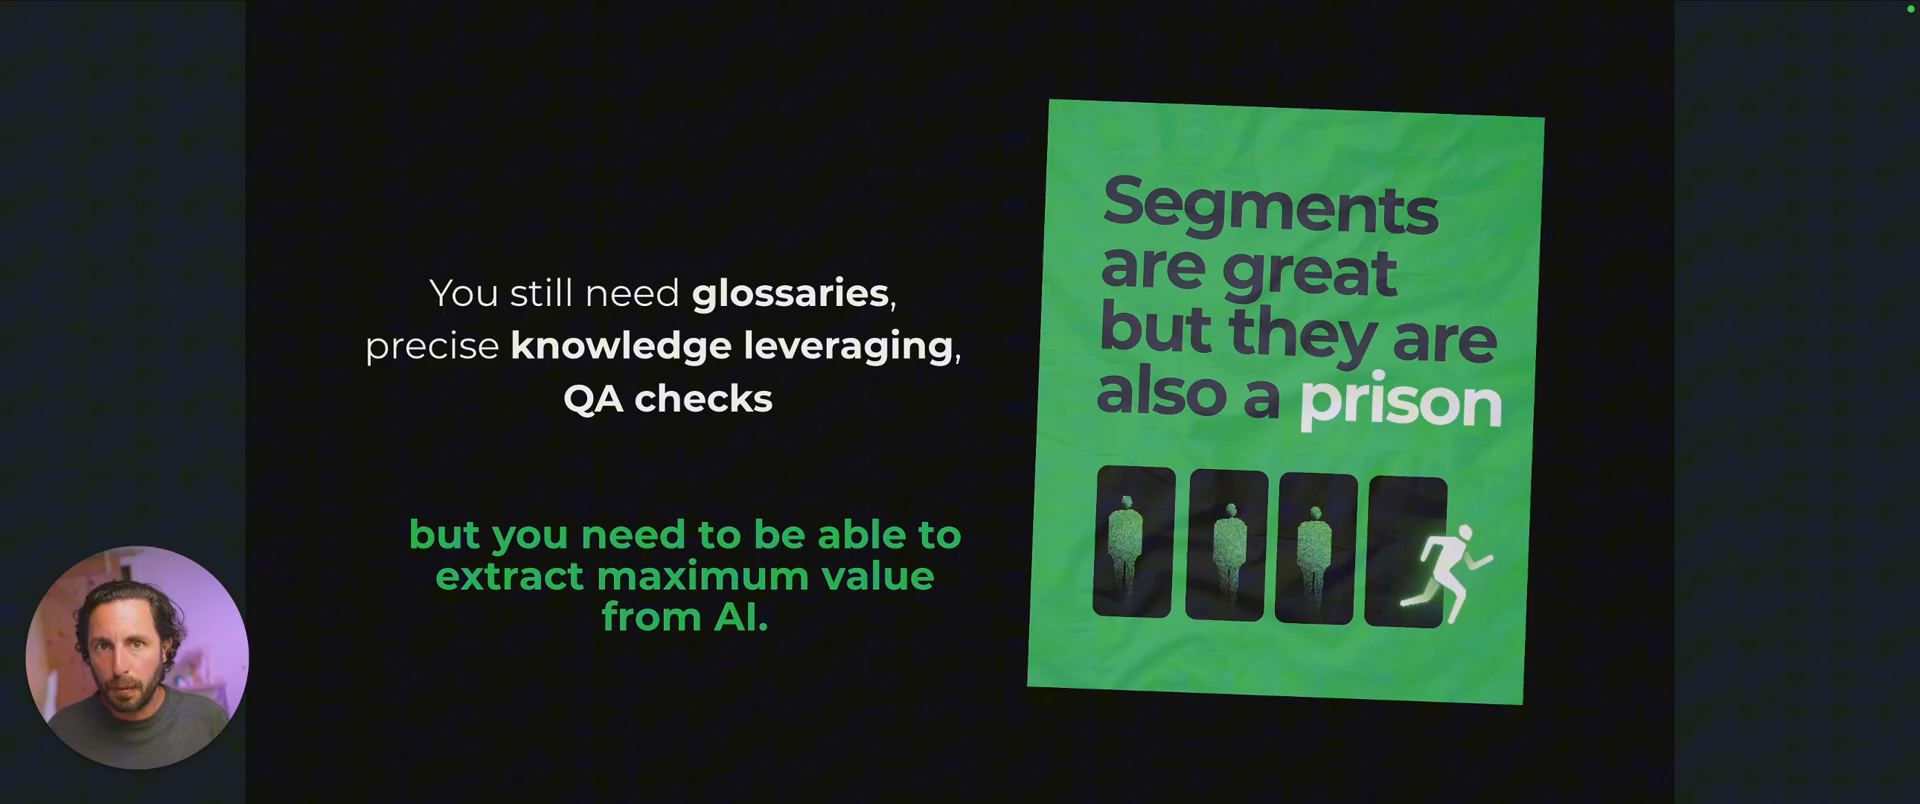 You still need glossaries,
precise knowledge leveraging,
QA checks
but you need to be able to
extract maximum value
from AI.
Segments
are great
but they are
also a prison